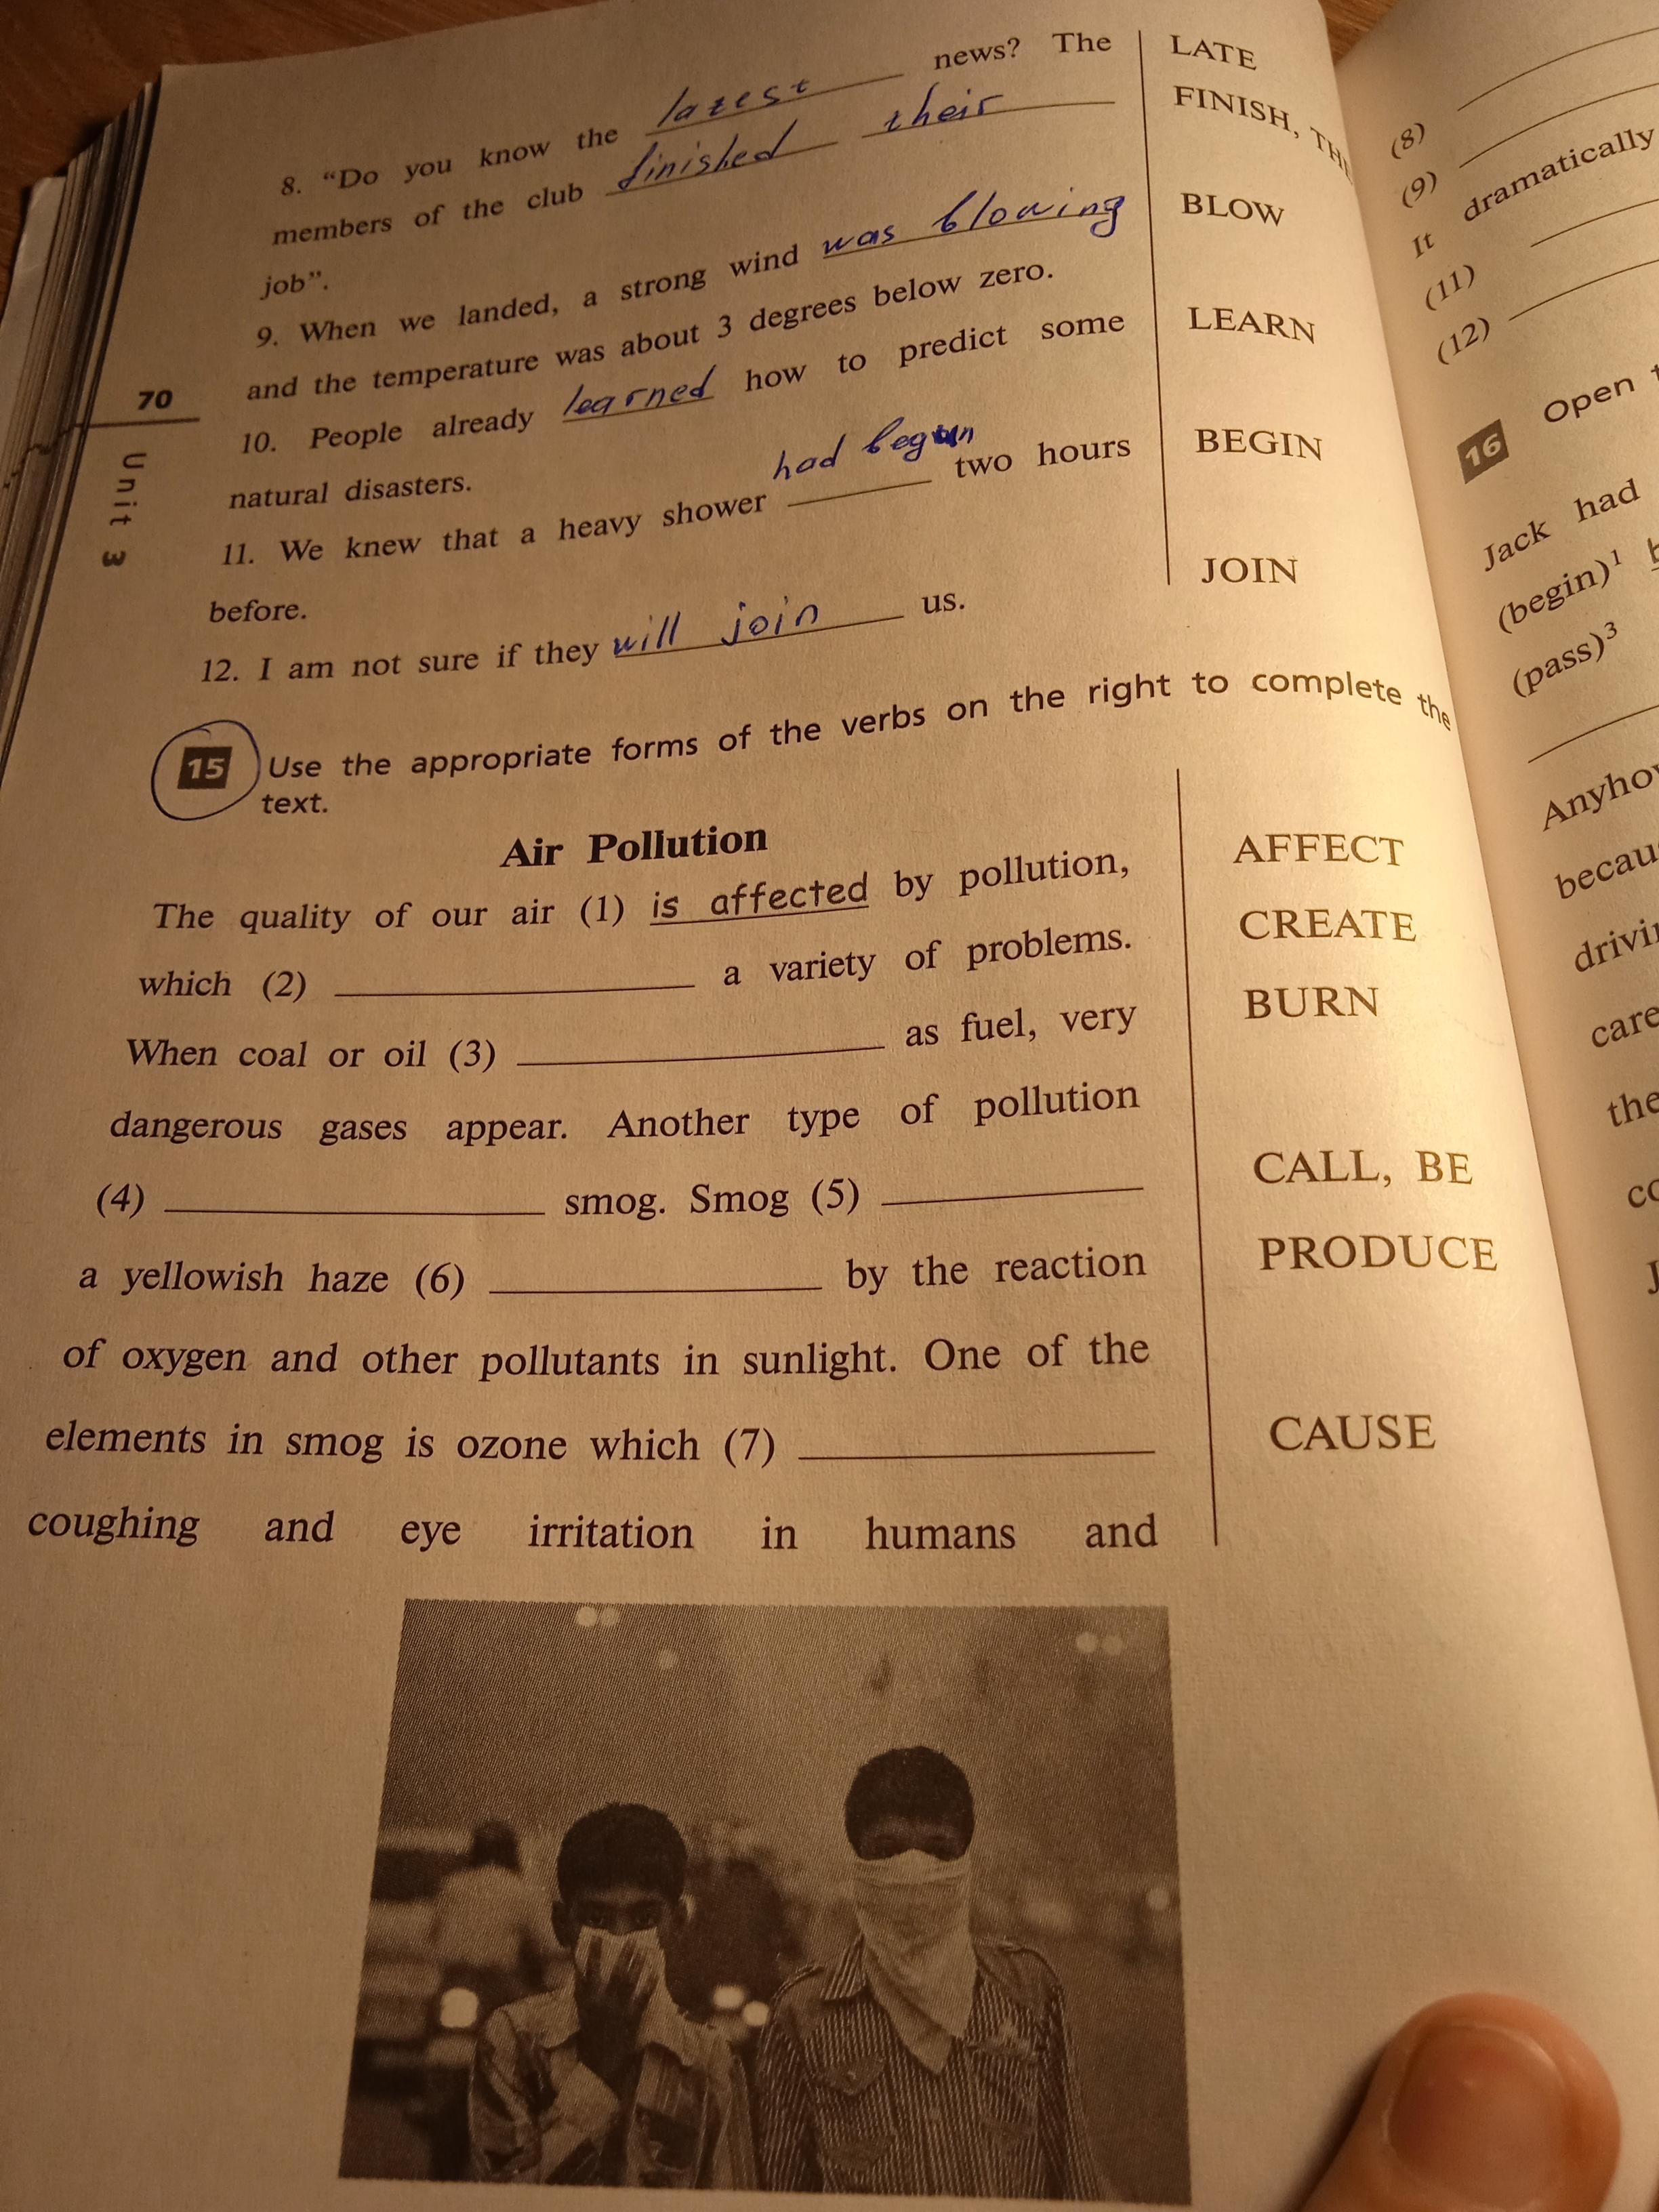 8. “Do you know the latest news? The
LATE
members of the club finished their
FINISH,
job”.
9. When we landed, a strong wind was blowing
BLOW
and the temperature was about 3 degrees below zero.
10. People already learned how to predict some
LEARN
natural disasters.
11. We knew that a heavy shower had begun two hours
BEGIN
before.
12. I am not sure if they will join us.
JOIN
70
Unit 3
15 Use the appropriate forms of the verbs on the right to complete the
text.
Air Pollution
The quality of our air (1) is affected by pollution,
AFFECT
which (2) a variety of problems.
CREATE
When coal or oil (3) as fuel, very
BURN
dangerous gases appear. Another type of pollution
(4) smog. Smog (5)
CALL, BE
a yellowish haze (6) by the reaction
PRODUCE
of oxygen and other pollutants in sunlight. One of the
elements in smog is ozone which (7)
CAUSE
coughing and eye irritation in humans and
(8)
(9)
It dramatically
(11)
(12)
16 Open
Jack had
(begin)1
(pass)3